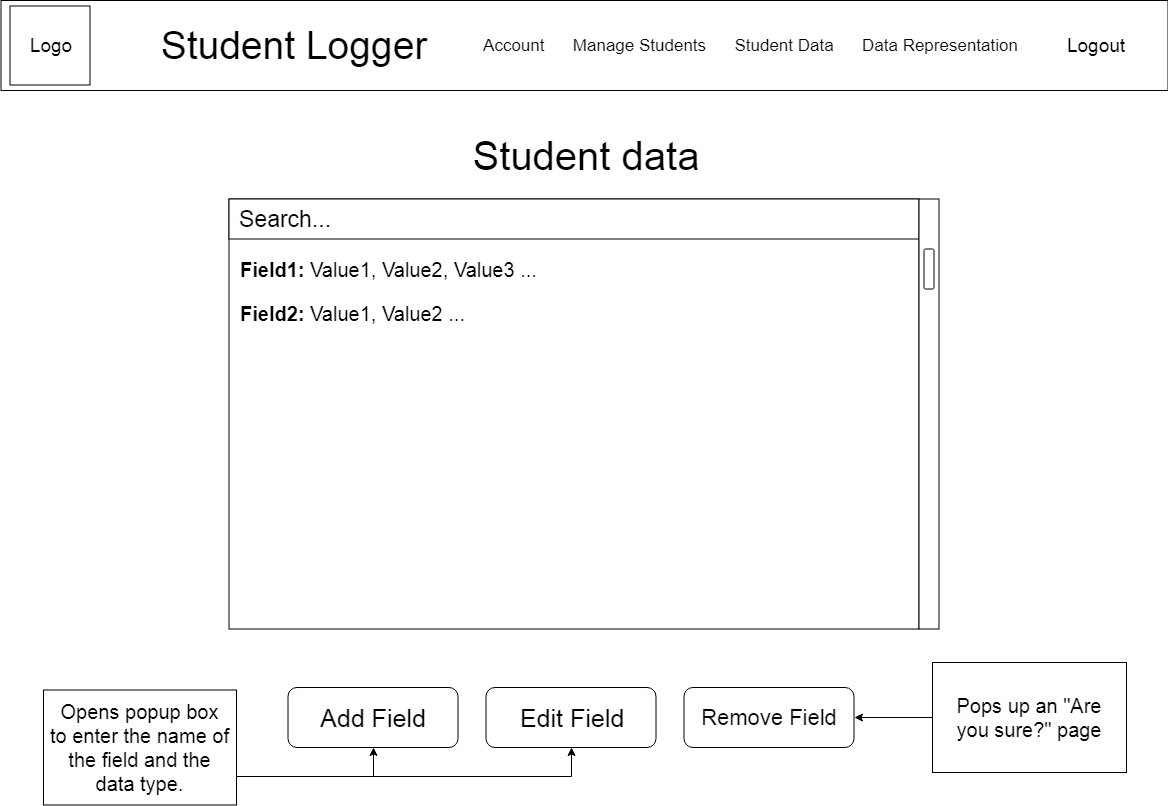 Logo
Student Logger
Account
Manage Students
Student Data
Data Representation
Logout
Student data
Search...
Field1: Value1, Value2, Value3 ...
Field2: Value1, Value2 ...
Add Field
Edit Field
Remove Field
Opens popup box
to enter the name of
the field and the
data type.
Pops up an "Are
you sure?" page